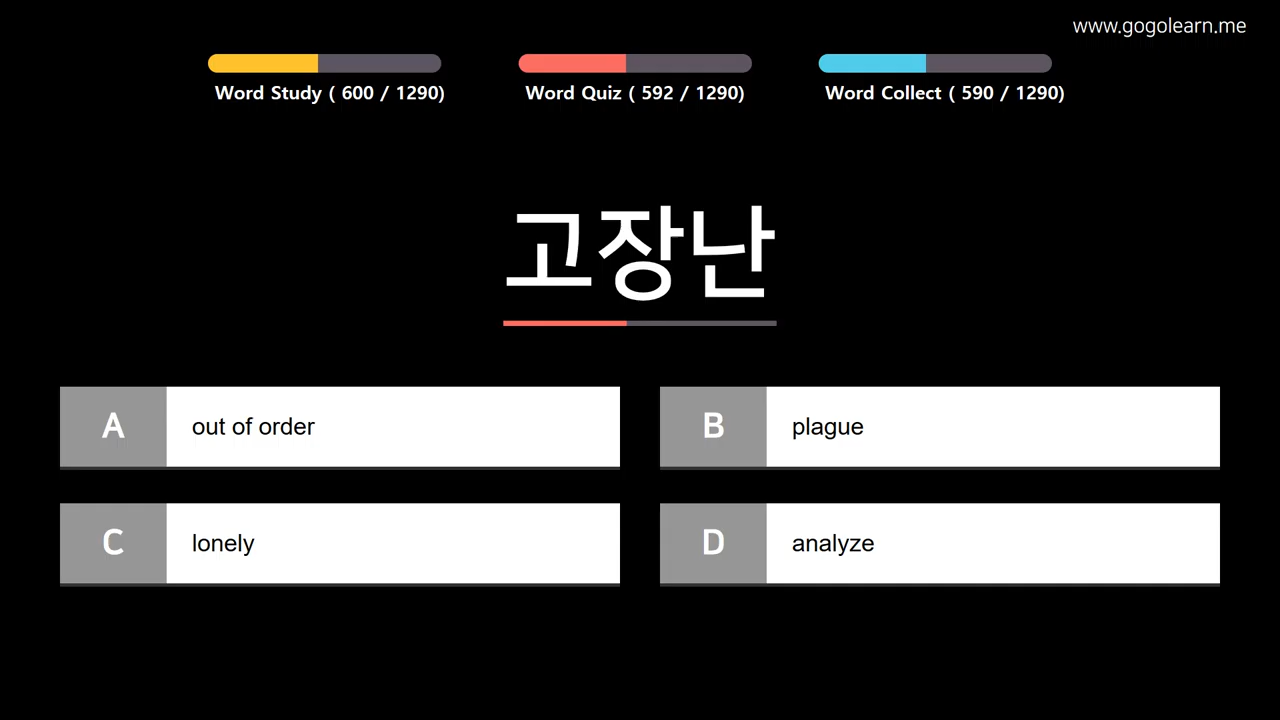 www.gogolearn.me
Word Study ( 600 / 1290)
Word Quiz ( 592 / 1290)
Word Collect ( 590 / 1290)
고장난
A out of order
B plague
C lonely
D analyze